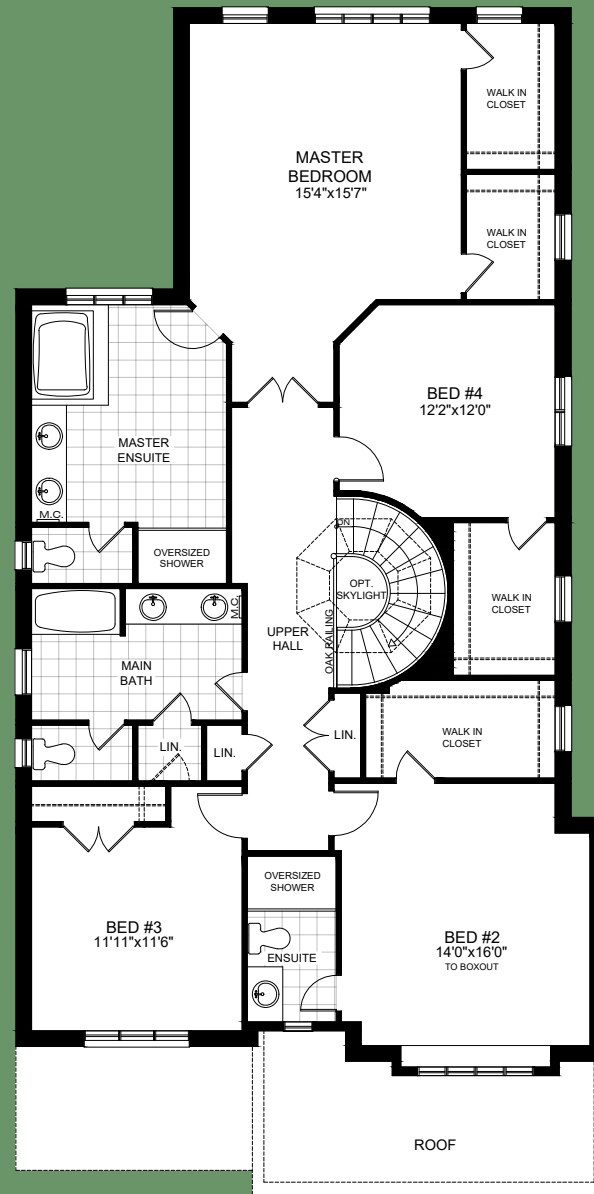 WALK IN
CLOSET
MASTER
BEDROOM
15'4"x15'7"
WALK IN
CLOSET
BED #4
12'2"x12'0"
MASTER
ENSUITE
M.C.
DN
OVERSIZED
SHOWER
OPT.
SKYLIGHT
WALK IN
CLOSET
M.C.
UPPER
HALL
OAK RAILING
MAIN
BATH
LIN.
LIN.
LIN.
WALK IN
CLOSET
OVERSIZED
SHOWER
BED #3
11'11"x11'6"
ENSUITE
BED #2
14'0"x16'0"
TO BOXOUT
ROOF